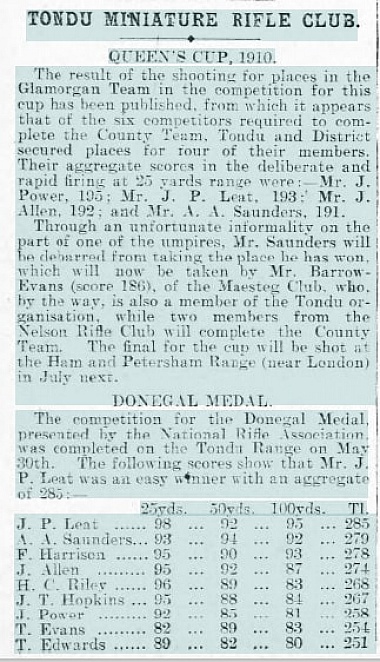 TONDU MINIATURE RIFLE CLUB.
QUEEN'S CUP, 1910.
The result of the shooting for places in the
Glamorgan Team in the competition for this
cup has been published, from which it appears
that of the six competitors required to com-
plete the County Team, Tondu and District
secured places for four of their members.
Their aggregate scores in the deliberate and
rapid firing at 25 yards range were:—Mr. J.
Power, 195; Mr. J. P. Leat, 193; Mr. J.
Allen, 192; and Mr. A. A. Saunders, 191.
Through an unfortunate informality on the
part of one of the umpires, Mr. Saunders will
be debarred from taking the place he has won,
which will now be taken by Mr. Barrow-
Evans (score 186), of the Maesteg Club, who,
by the way, is also a member of the Tondu or-
ganisation, while two members from the
Nelson Rifle Club will complete the County
Team. The final for the cup will be shot at
the Ham and Petersham Range (near London)
in July next.
DONEGAL MEDAL.
The competition for the Donegal Medal,
presented by the National Rifle Association,
was completed on the Tondu Range on May
30th. The following scores show that Mr. J.
P. Leat was an easy winner with an aggregate
of 285:—
25yds. 50yds. 100yds. Tl.
J. P. Leat ...... 98 ... 92 ... 95 ... 285
A. A. Saunders... 93 ... 94 ... 92 ... 279
F. Harrison ...... 95 ... 90 ... 93 ... 278
J. Allen ...... 95 ... 92 ... 87 ... 274
H. C. Riley ...... 96 ... 89 ... 83 ... 268
J. T. Hopkins ... 95 ... 88 ... 84 ... 267
J. Power ...... 92 ... 85 ... 81 ... 258
T. Evans ...... 82 ... 89 ... 83 ... 254
T. Edwards ...... 89 ... 82 ... 80 ... 251